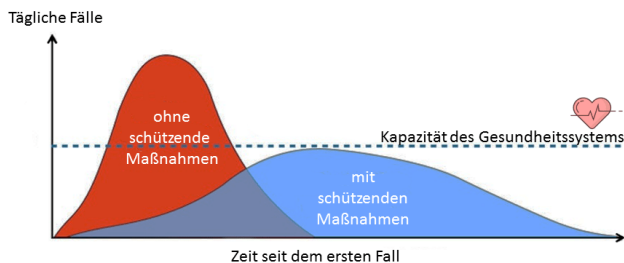 Tägliche Fälle
ohne
schützende
Maßnahmen
Kapazität des Gesundheitssystems
mit
schützenden
Maßnahmen
Zeit seit dem ersten Fall